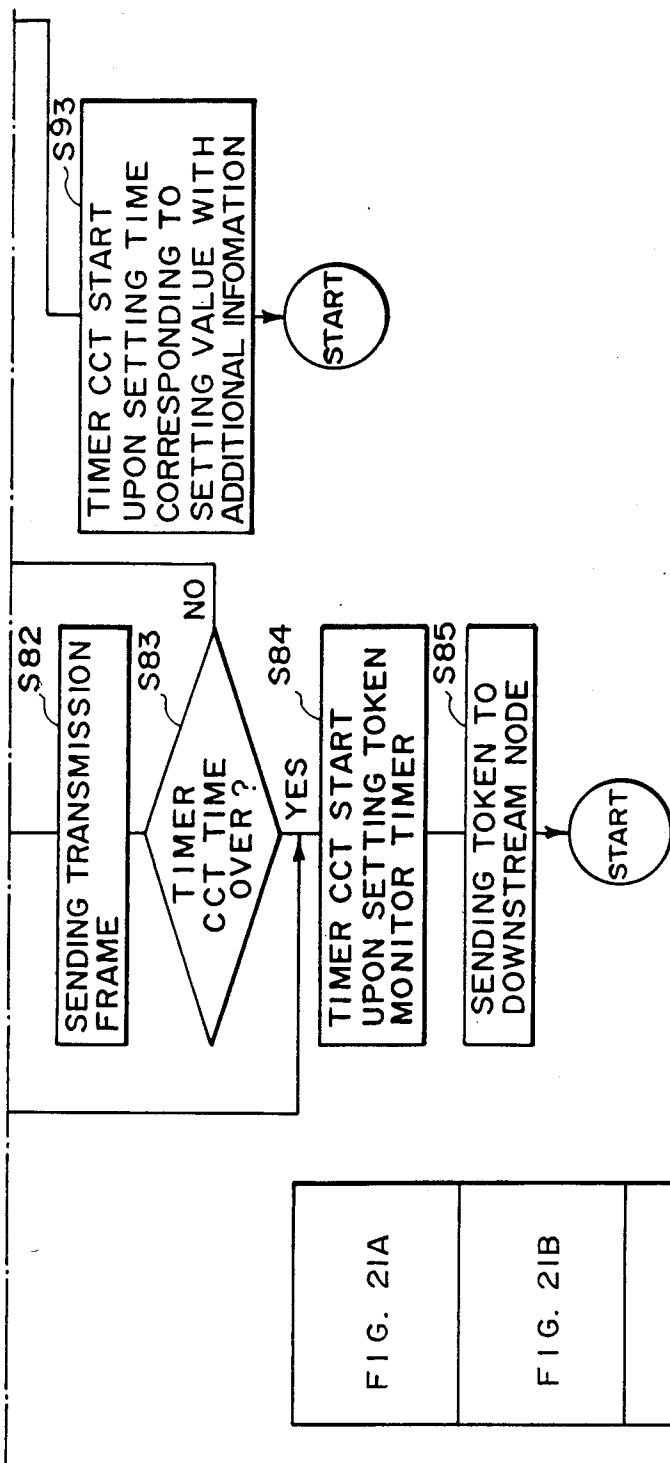 S82
SENDING TRANSMISSION
FRAME
S83
TIMER
CCT TIME
OVER?
NO
YES
S84
TIMER CCT START
UPON SETTING TOKEN
MONITOR TIMER
S85
SENDING TOKEN TO
DOWNSTREAM NODE
START
S93
TIMER CCT START
UPON SETTING TIME
CORRESPONDING TO
SETTING VALUE WITH
ADDITIONAL INFOMATION
START
FIG. 21A
FIG. 21B